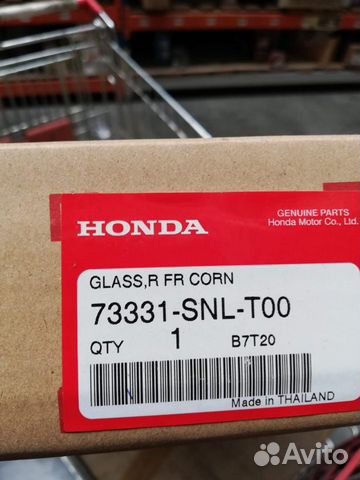 HONDA
GENUINE PARTS
Honda Motor Co., Ltd.
GLASS,R FR CORN
73331-SNL-T00
QTY 1 B7T20
Made in THAILAND
Avito